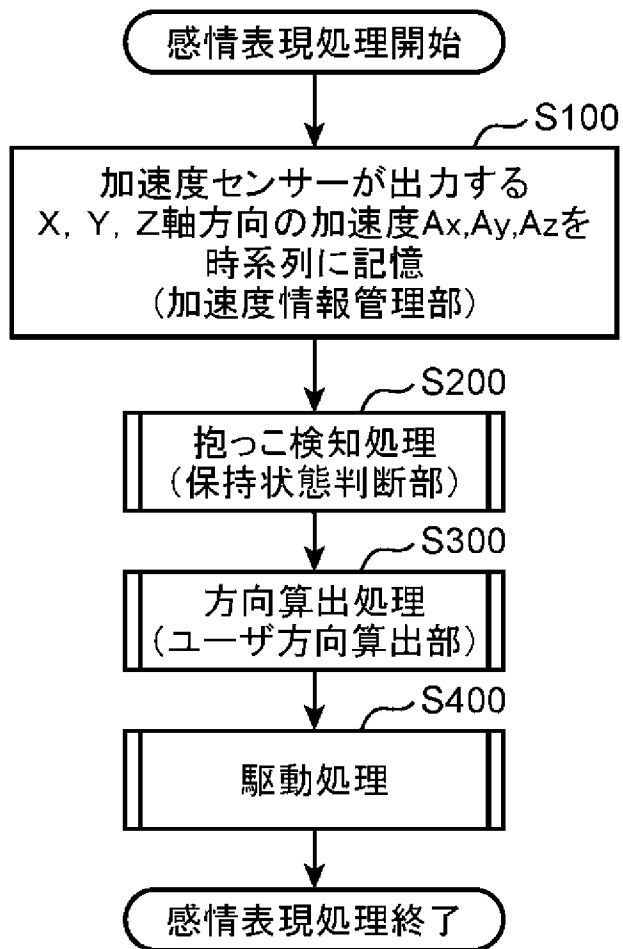 感情表現処理開始
S100
加速度センサーが出力する
X, Y, Z軸方向の加速度Ax,Ay,Azを
時系列に記憶
(加速度情報管理部)
S200
抱っこ検知処理
(保持状態判断部)
S300
方向算出処理
(ユーザ方向算出部)
S400
駆動処理
感情表現処理終了